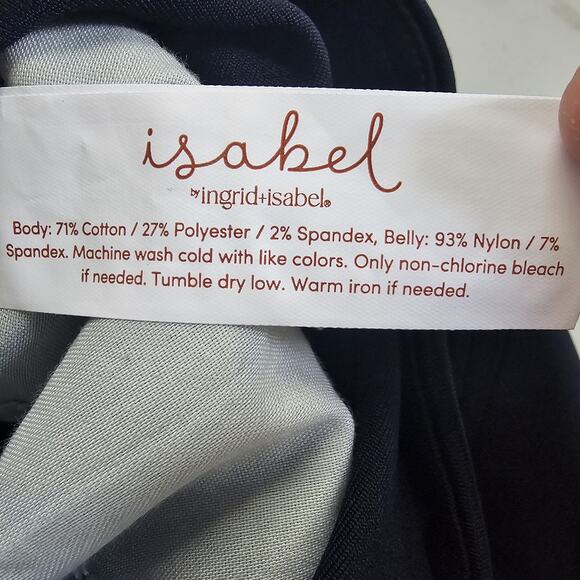 isabel
by ingrid+isabel®
Body: 71% Cotton / 27% Polyester / 2% Spandex, Belly: 93% Nylon / 7%
Spandex. Machine wash cold with like colors. Only non-chlorine bleach
if needed. Tumble dry low. Warm iron if needed.